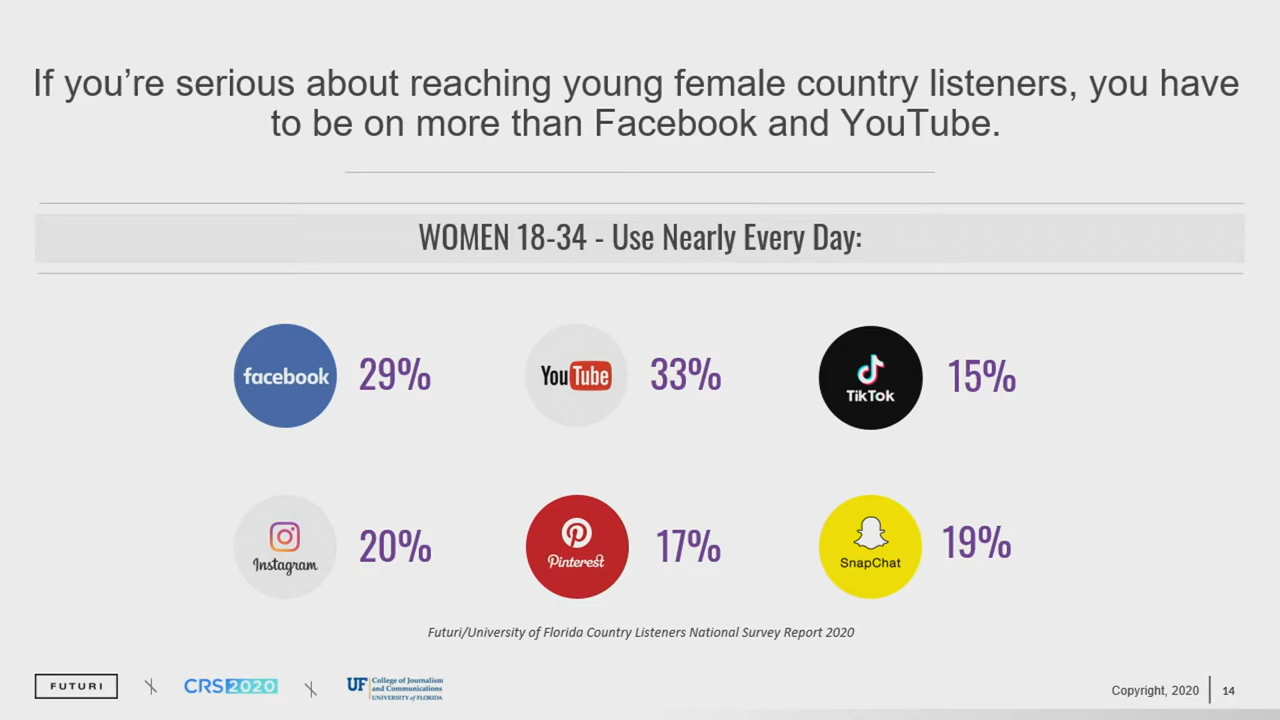 If you’re serious about reaching young female country listeners, you have
to be on more than Facebook and YouTube.
WOMEN 18-34 - Use Nearly Every Day:
facebook 29%
YouTube 33%
TikTok 15%
Instagram 20%
Pinterest 17%
SnapChat 19%
Futuri/University of Florida Country Listeners National Survey Report 2020
FUTURI
CRS2020
UF College of Journalism
and Communications
UNIVERSITY of FLORIDA
Copyright, 2020
14